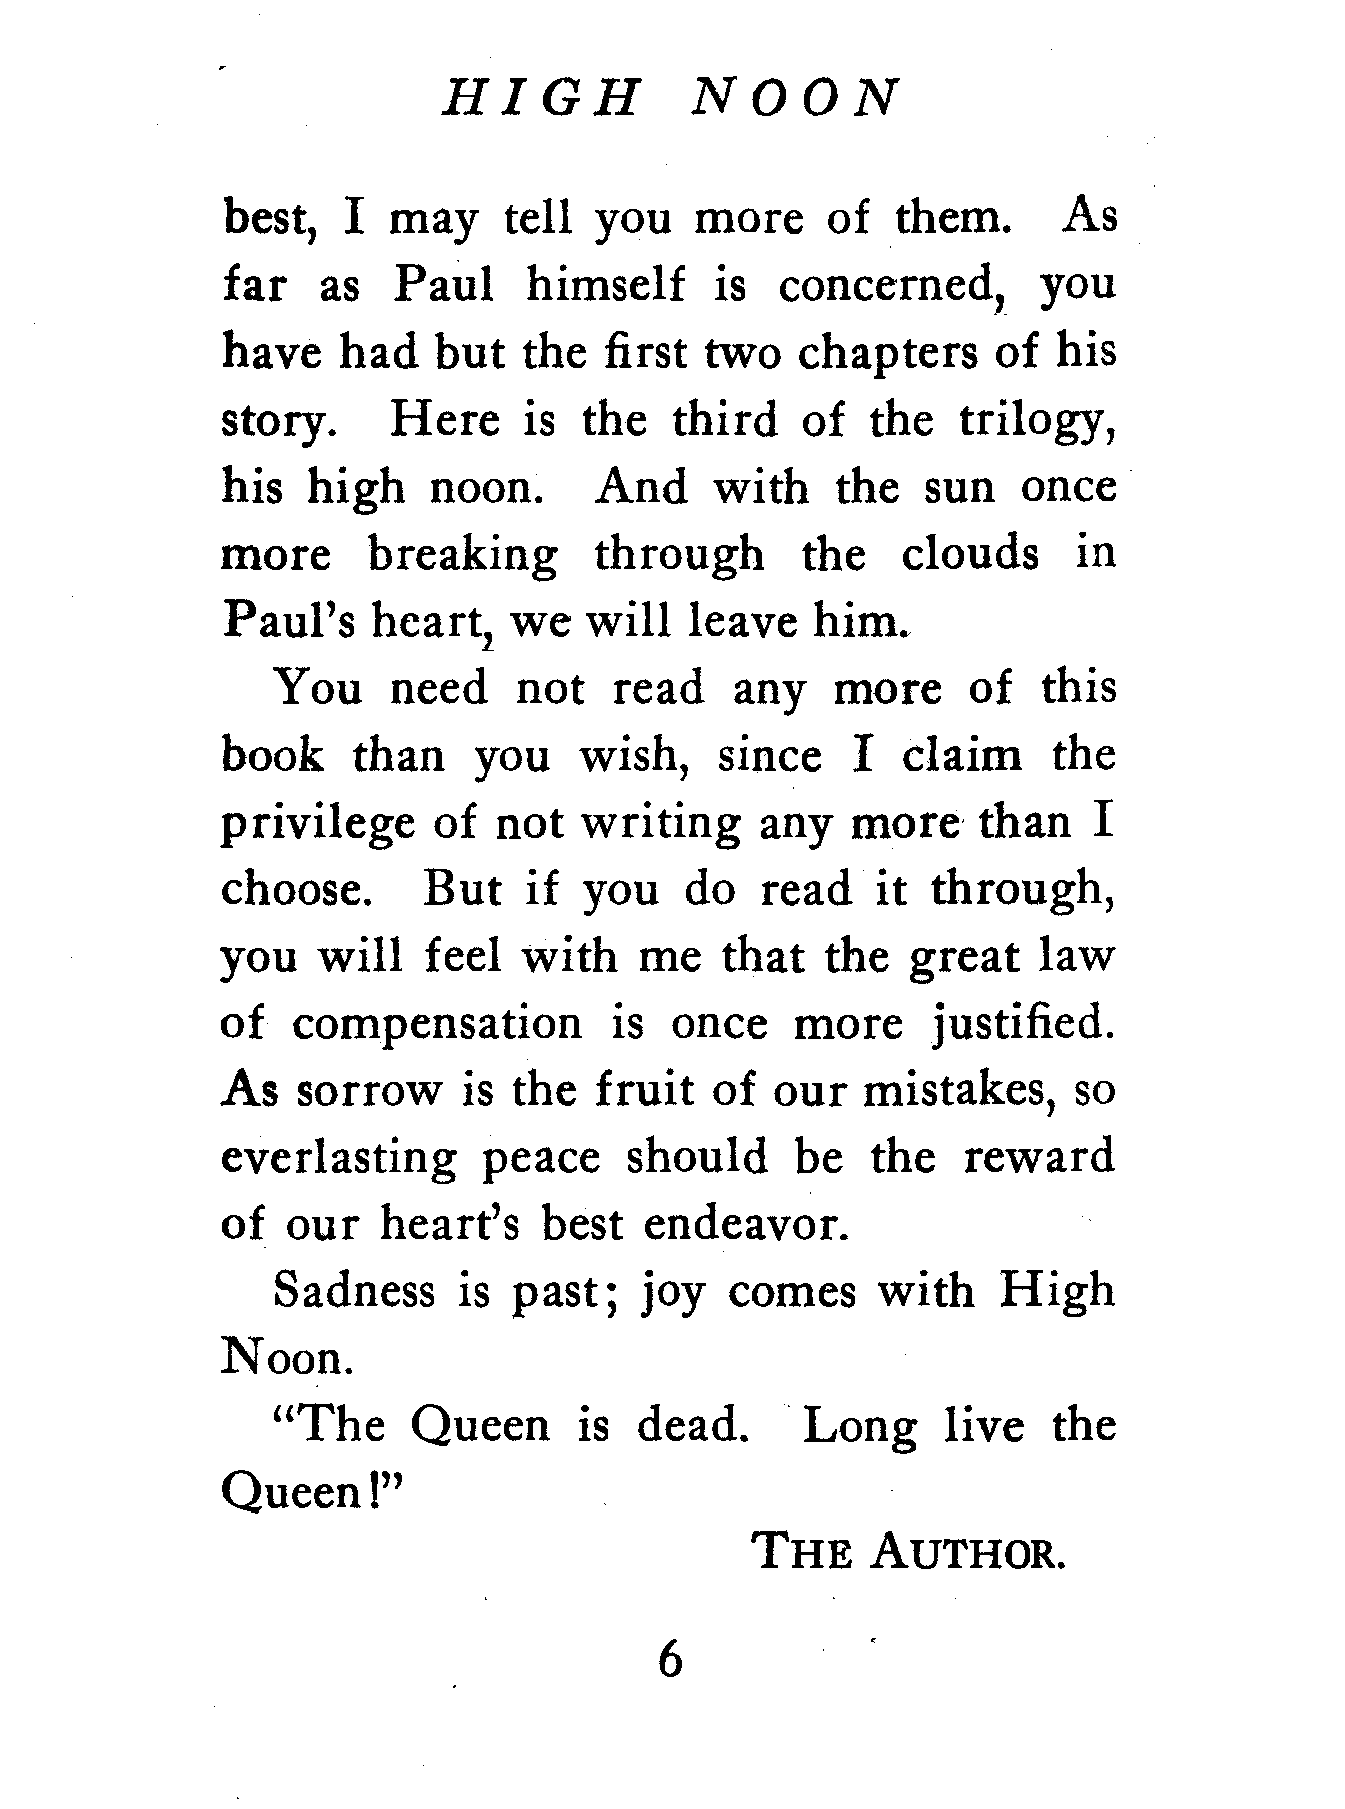 HIGH NOON
best, I may tell you more of them. As
far as Paul himself is concerned, you
have had but the first two chapters of his
story. Here is the third of the trilogy,
his high noon. And with the sun once
more breaking through the clouds in
Paul's heart, we will leave him.
You need not read any more of this
book than you wish, since I claim the
privilege of not writing any more than I
choose. But if you do read it through,
you will feel with me that the great law
of compensation is once more justified.
As sorrow is the fruit of our mistakes, so
everlasting peace should be the reward
of our heart's best endeavor.
Sadness is past; joy comes with High
Noon.
“The Queen is dead. Long live the
Queen!”
THE AUTHOR.
6